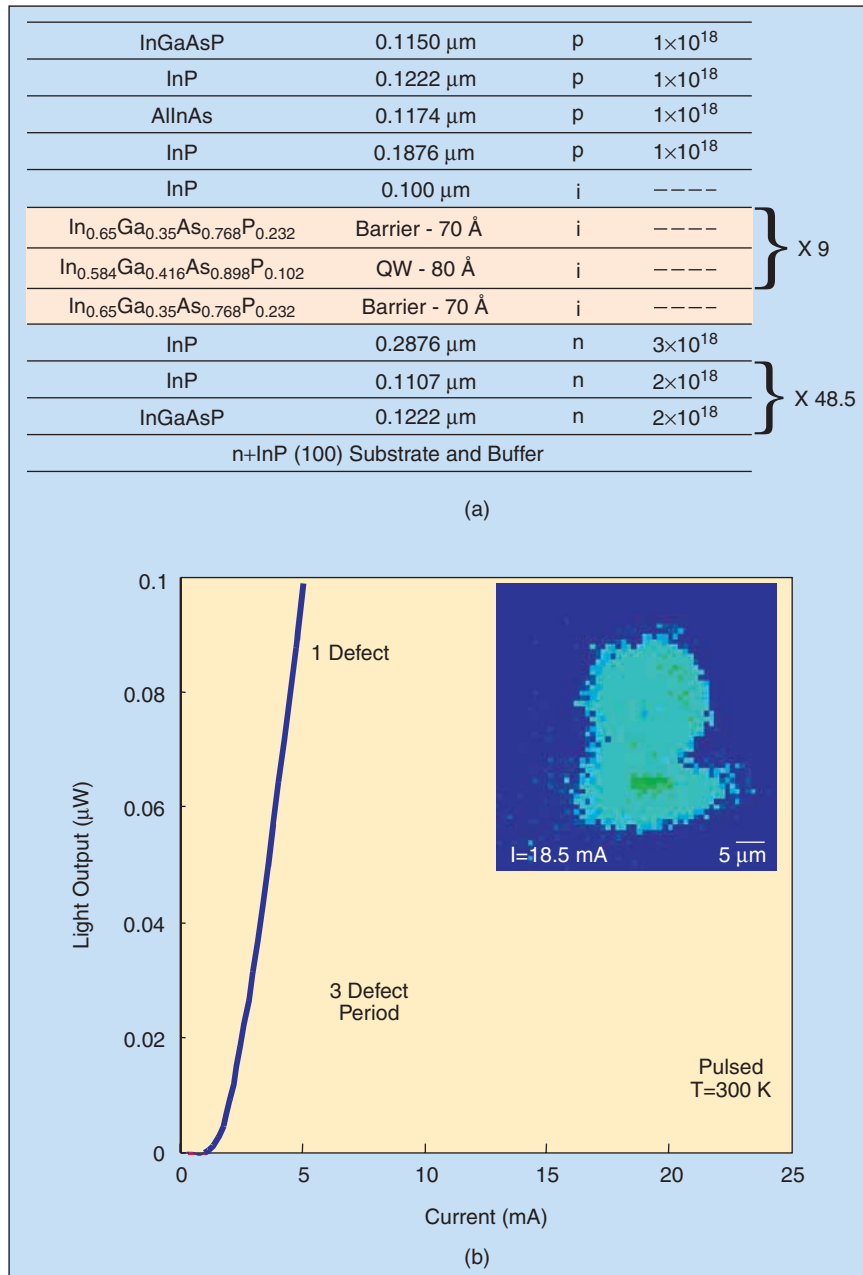 InGaAsP 0.1150 μm p 1×10^18
InP 0.1222 μm p 1×10^18
AlInAs 0.1174 μm p 1×10^18
InP 0.1876 μm p 1×10^18
InP 0.100 μm i ––––
In0.65Ga0.35As0.768P0.232 Barrier - 70 Å i ––––
X 9
In0.584Ga0.416As0.898P0.102 QW - 80 Å i ––––
In0.65Ga0.35As0.768P0.232 Barrier - 70 Å i ––––
InP 0.2876 μm n 3×10^18
InP 0.1107 μm n 2×10^18
X 48.5
InGaAsP 0.1222 μm n 2×10^18
n+InP (100) Substrate and Buffer
(a)
0.1
1 Defect
0.08
0.06
I=18.5 mA 5 μm
Light Output (μW)
0.04
3 Defect
Period
0.02
Pulsed
T=300 K
0
0 5 10 15 20 25
Current (mA)
(b)